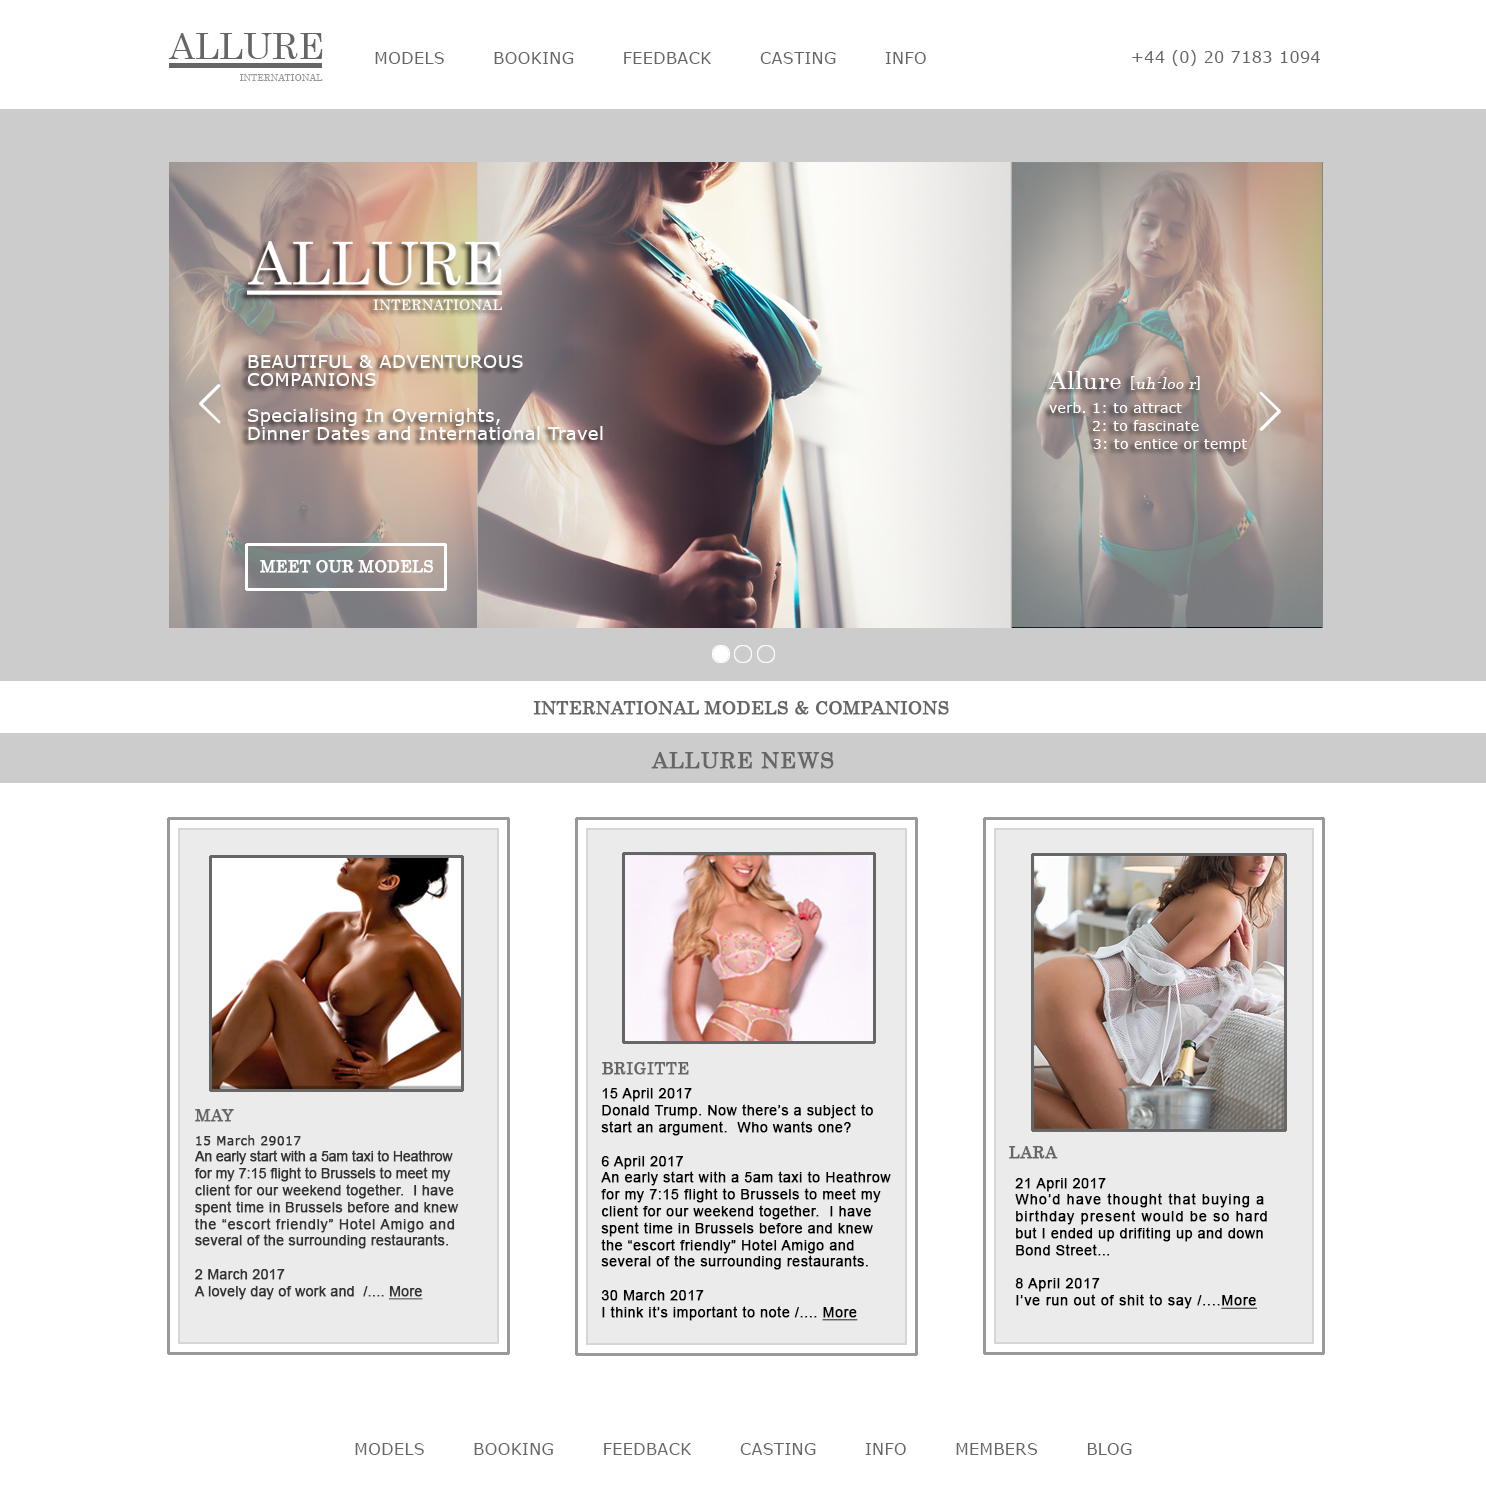 ALLURE
INTERNATIONAL
MODELS BOOKING FEEDBACK CASTING INFO
+44 (0) 20 7183 1094
ALLURE
INTERNATIONAL
BEAUTIFUL & ADVENTUROUS
COMPANIONS
Specialising In Overnights,
Dinner Dates and International Travel
MEET OUR MODELS
Allure [uh-loo r]
verb. 1: to attract
2: to fascinate
3: to entice or tempt
INTERNATIONAL MODELS & COMPANIONS
ALLURE NEWS
MAY
15 March 29017
An early start with a 5am taxi to Heathrow
for my 7:15 flight to Brussels to meet my
client for our weekend together.  I have
spent time in Brussels before and knew
the “escort friendly” Hotel Amigo and
several of the surrounding restaurants.
2 March 2017
A lovely day of work and  /.... More
BRIGITTE
15 April 2017
Donald Trump. Now there’s a subject to
start an argument.  Who wants one?
6 April 2017
An early start with a 5am taxi to Heathrow
for my 7:15 flight to Brussels to meet my
client for our weekend together.  I have
spent time in Brussels before and knew
the “escort friendly” Hotel Amigo and
several of the surrounding restaurants.
30 March 2017
I think it’s important to note /.... More
LARA
21 April 2017
Who’d have thought that buying a
birthday present would be so hard
but I ended up drifiting up and down
Bond Street...
8 April 2017
I’ve run out of shit to say /....More
MODELS BOOKING FEEDBACK CASTING INFO MEMBERS BLOG